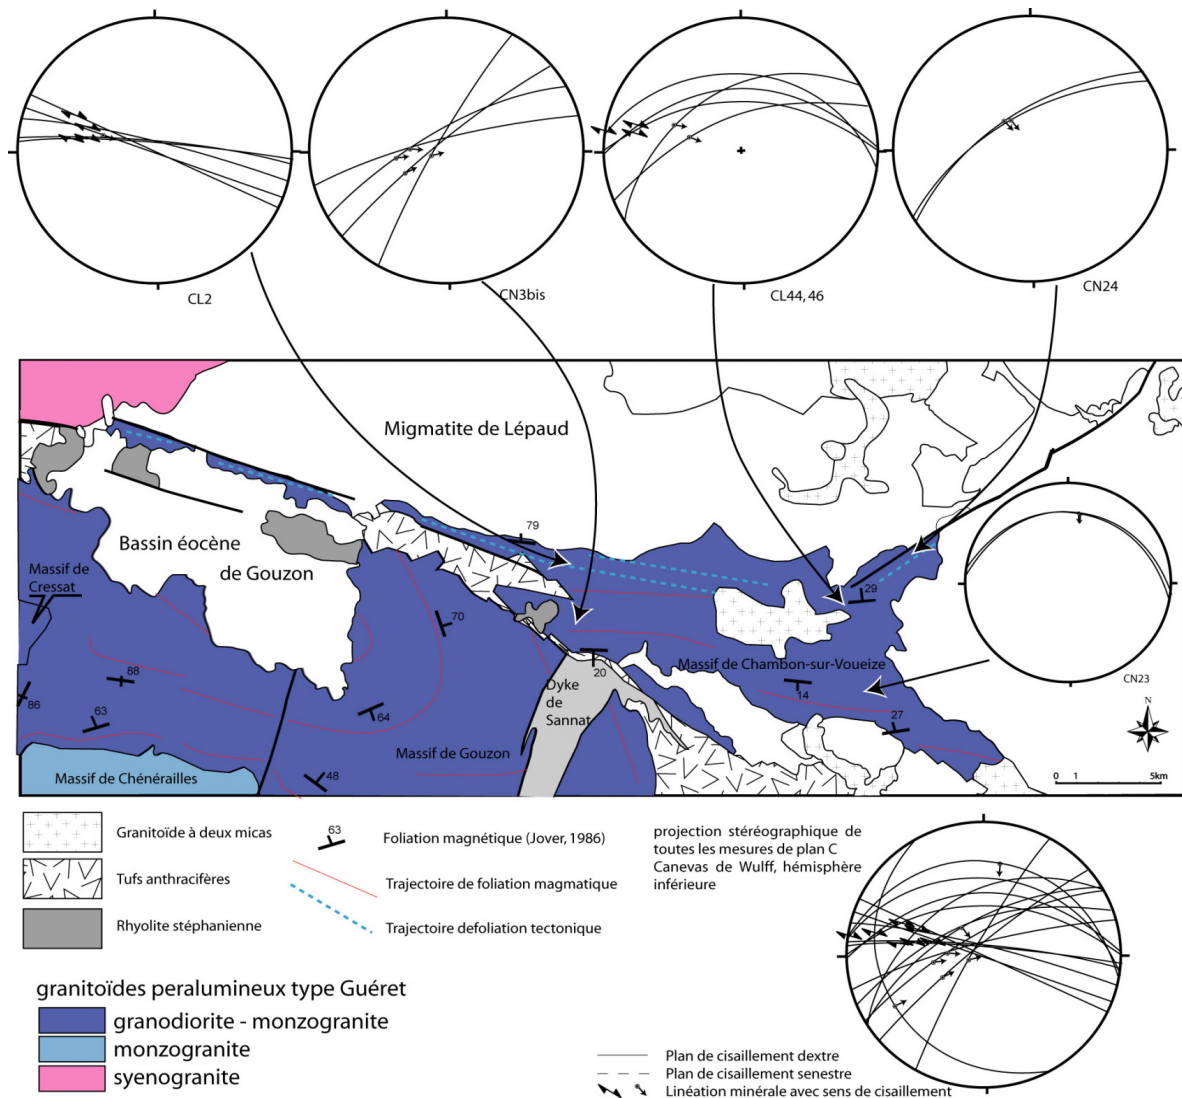 CL2
CN3bis
CL44, 46
CN24
Migmatite de Lépaud
79
Bassin éocène
de Gouzon
Massif de
Cressat
29
70
Massif de Chambon-sur-Voueize
CN23
88
20
14
86
Dyke
de
Sannat
N
63
64
27
Massif de Gouzon
Massif de Chénérailles
48
0 1 5km
Granitoïde à deux micas
Tufs anthracifères
Rhyolite stéphanienne
63
Foliation magnétique (Jover, 1986)
Trajectoire de foliation magmatique
Trajectoire defoliation tectonique
projection stéréographique de
toutes les mesures de plan C
Canevas de Wulff, hémisphère
inférieure
granitoïdes peralumineux type Guéret
granodiorite - monzogranite
monzogranite
syenogranite
Plan de cisaillement dextre
Plan de cisaillement senestre
Linéation minérale avec sens de cisaillement